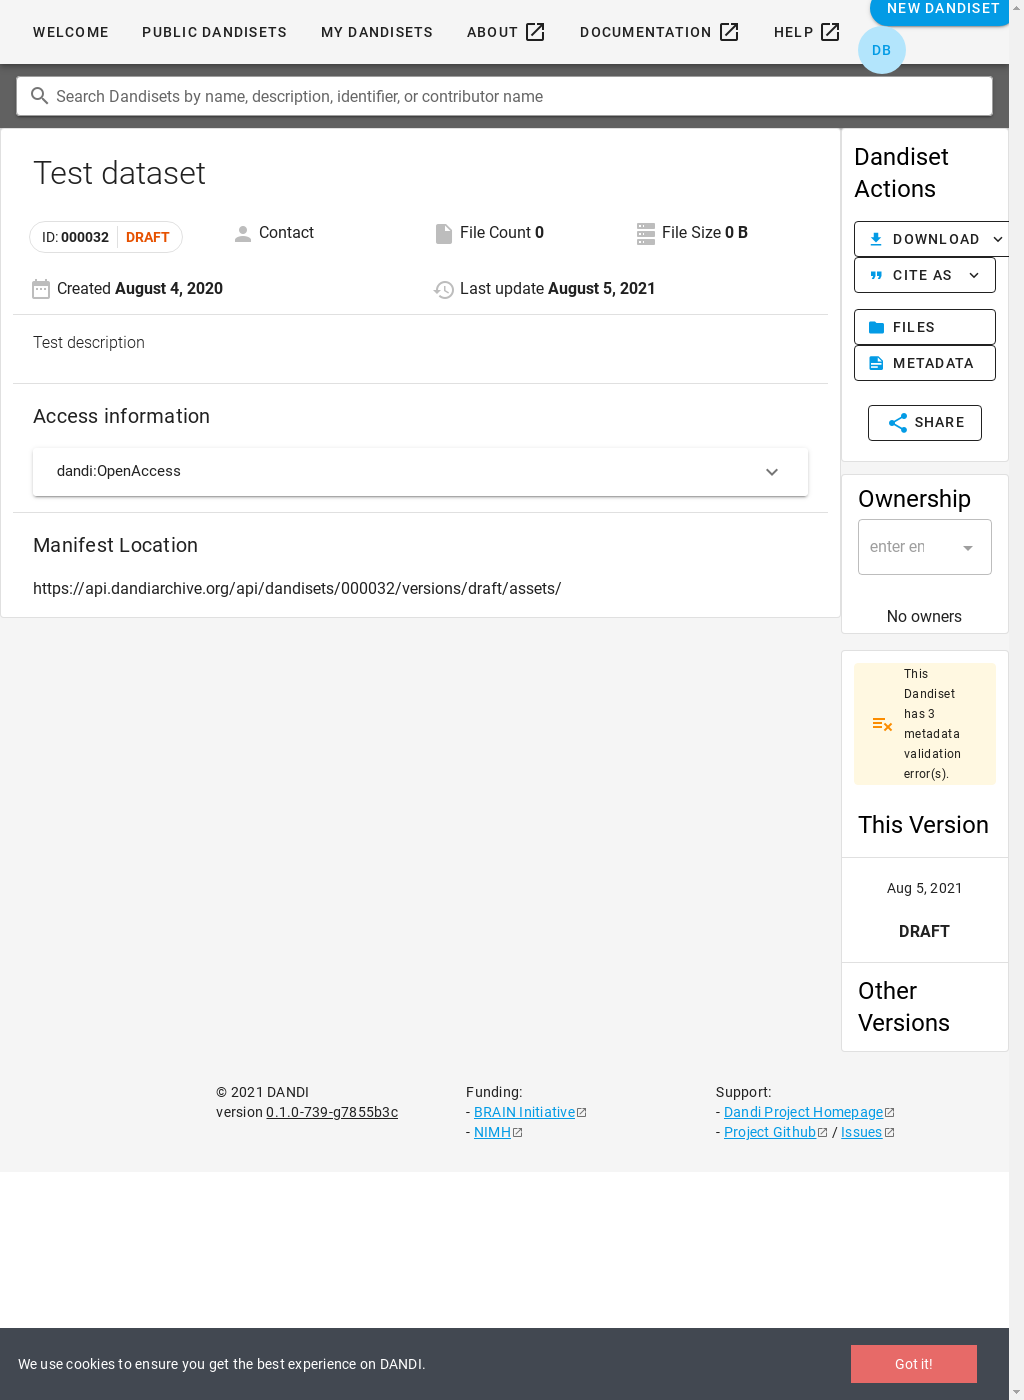 WELCOME PUBLIC DANDISETS MY DANDISETS ABOUT DOCUMENTATION HELP NEW DANDISET
DB
Search Dandisets by name, description, identifier, or contributor name
Test dataset
ID: 000032 DRAFT Contact File Count 0 File Size 0 B
Created August 4, 2020 Last update August 5, 2021
Test description
Access information
dandi:OpenAccess
Manifest Location
https://api.dandiarchive.org/api/dandisets/000032/versions/draft/assets/
Dandiset
Actions
DOWNLOAD
CITE AS
FILES
METADATA
SHARE
Ownership
enter en
No owners
This
Dandiset
has 3
metadata
validation
error(s).
This Version
Aug 5, 2021
DRAFT
Other
Versions
© 2021 DANDI
version 0.1.0-739-g7855b3c
Funding:
- BRAIN Initiative
- NIMH
Support:
- Dandi Project Homepage
- Project Github / Issues
We use cookies to ensure you get the best experience on DANDI.
Got it!